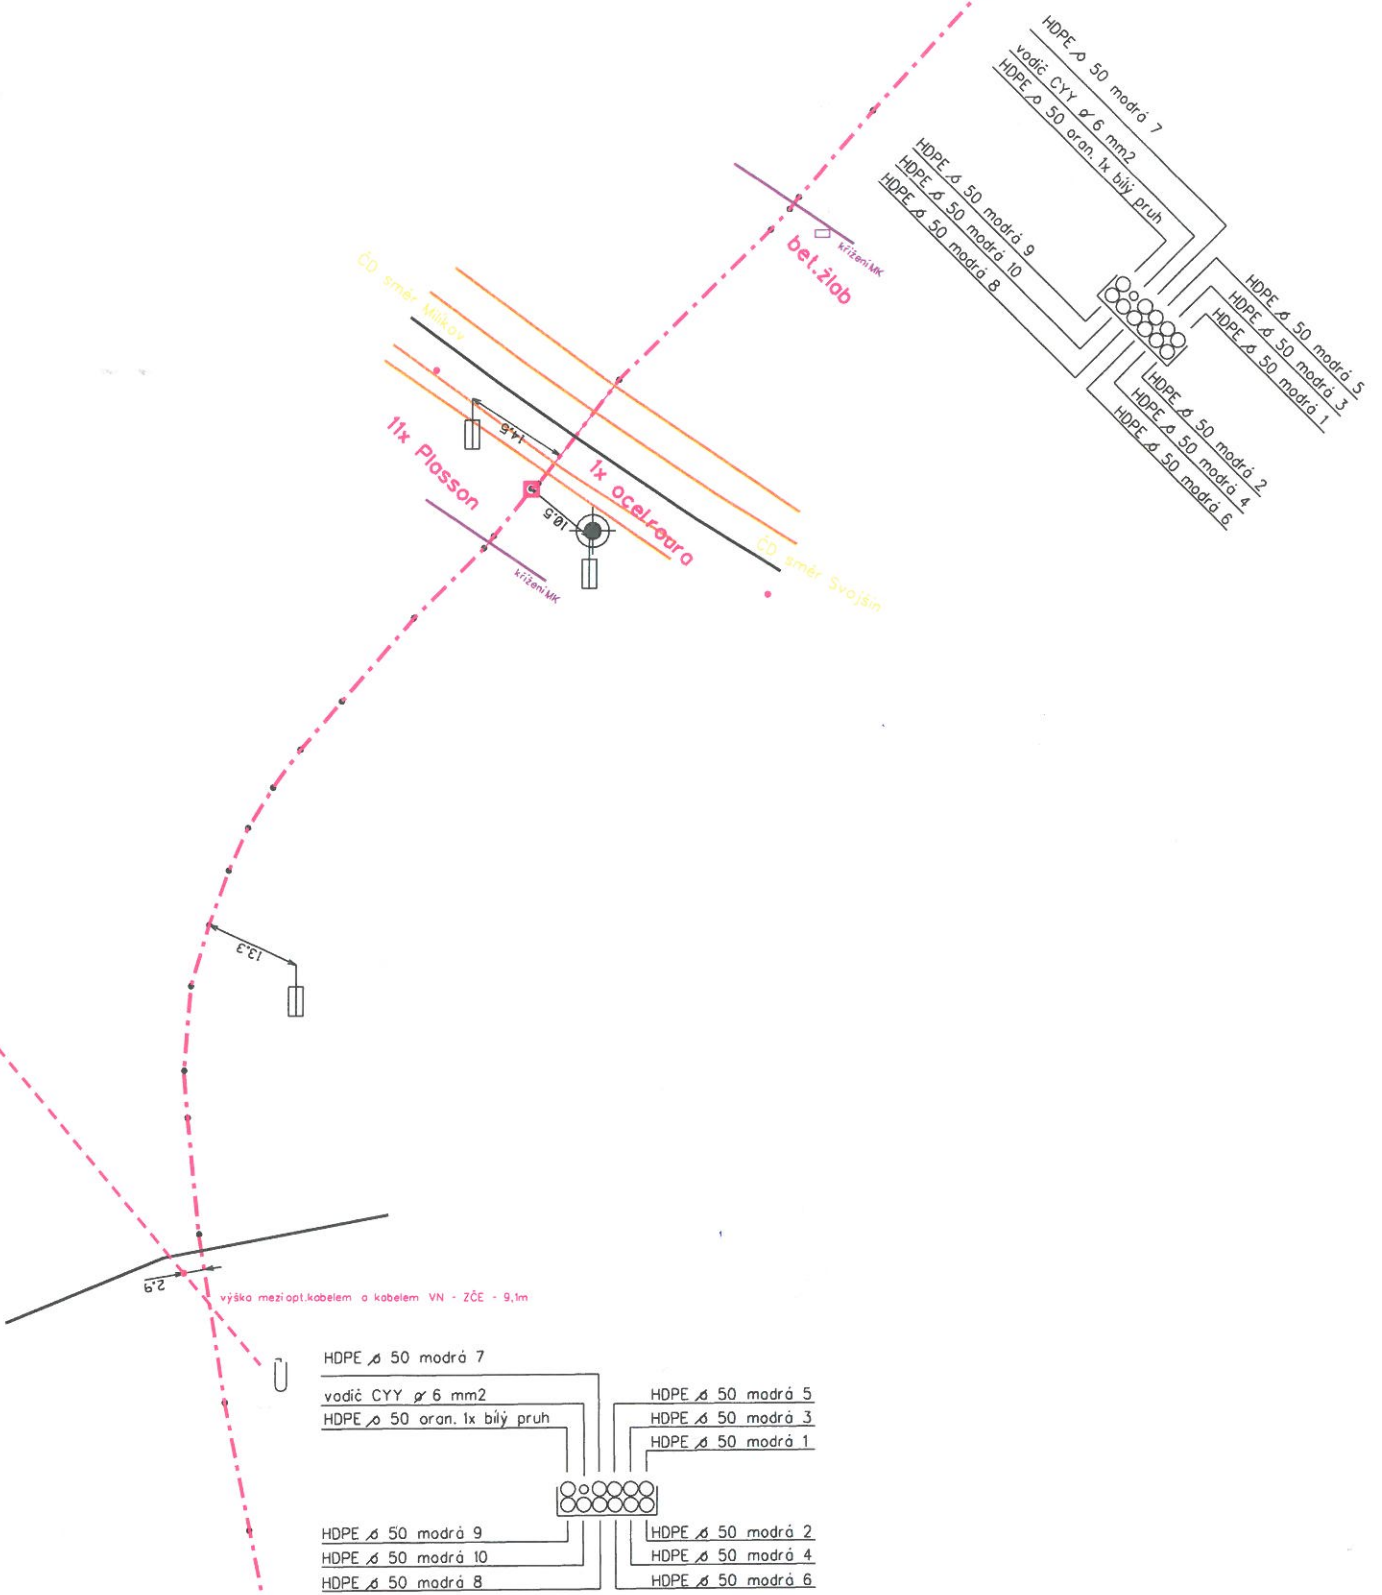 HDPE ⌀ 50 modrá 7
vodič CYY ⌀ 6 mm2
HDPE ⌀ 50 oran. 1x bílý pruh
HDPE ⌀ 50 modrá 9
HDPE ⌀ 50 modrá 10
HDPE ⌀ 50 modrá 8
HDPE ⌀ 50 modrá 5
HDPE ⌀ 50 modrá 3
HDPE ⌀ 50 modrá 1
HDPE ⌀ 50 modrá 2
HDPE ⌀ 50 modrá 4
HDPE ⌀ 50 modrá 6
křížení MK
bet.žlab
ČD směr Milíkov
14,5
11x Plasson
1x ocel.roura
10,5
ČD směr Svojšín
křížení MK
13,3
2,9
výška mezi opt.kabelem a kabelem VN - ZČE - 9,1m
HDPE ⌀ 50 modrá 7
vodič CYY ⌀ 6 mm2
HDPE ⌀ 50 oran. 1x bílý pruh
HDPE ⌀ 50 modrá 5
HDPE ⌀ 50 modrá 3
HDPE ⌀ 50 modrá 1
HDPE ⌀ 50 modrá 9
HDPE ⌀ 50 modrá 10
HDPE ⌀ 50 modrá 8
HDPE ⌀ 50 modrá 2
HDPE ⌀ 50 modrá 4
HDPE ⌀ 50 modrá 6